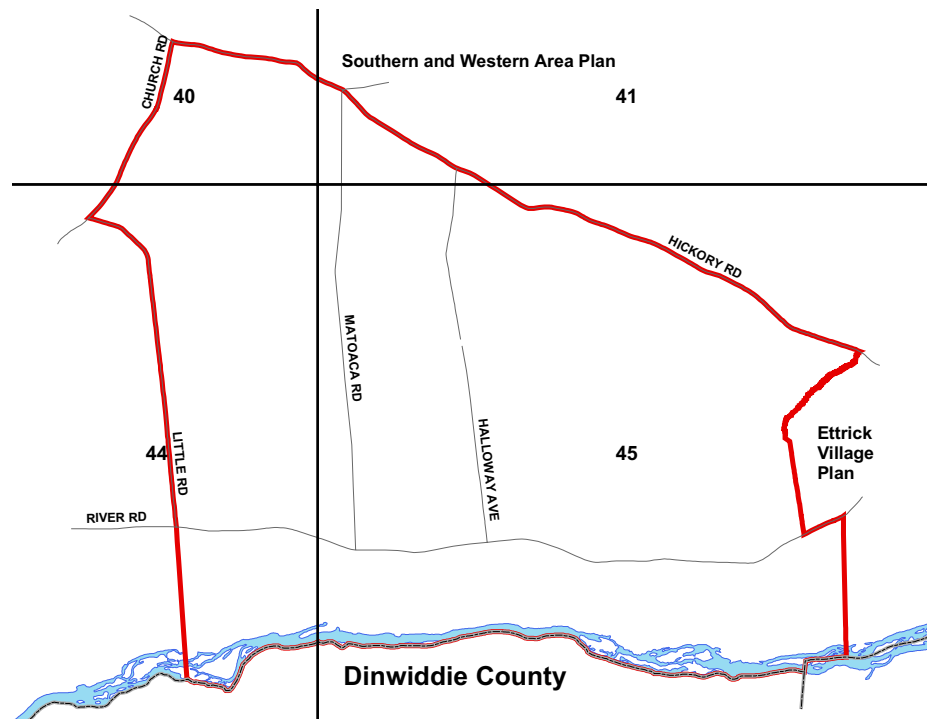 CHURCH RD
Southern and Western Area Plan
40
41
HICKORY RD
MATOACA RD
HALLOWAY AVE
LITTLE RD
44
45
Ettrick
Village
Plan
RIVER RD
Dinwiddie County